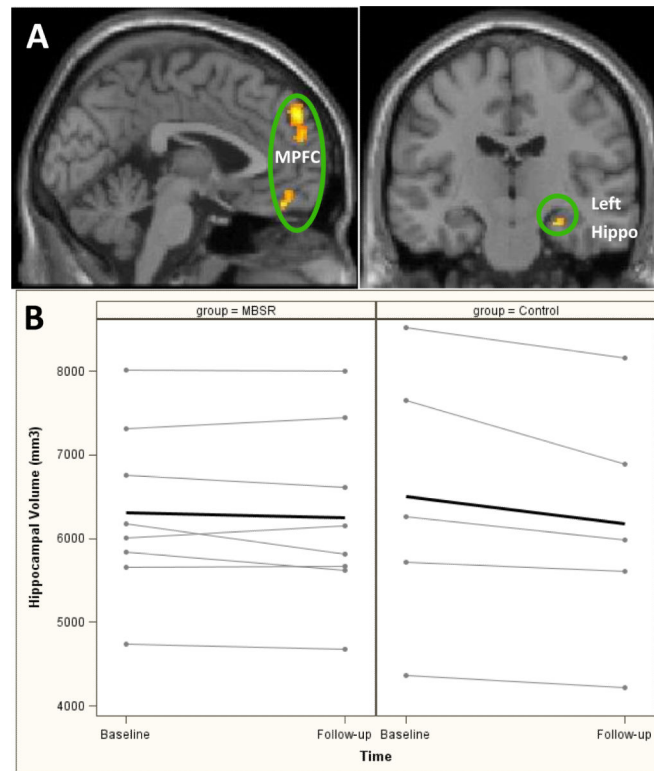 A
MPFC
Left
Hippo
B
group = MBSR
group = Control
Hippocampal Volume (mm3)
8000
7000
6000
5000
4000
Baseline
Follow-up
Baseline
Follow-up
Time